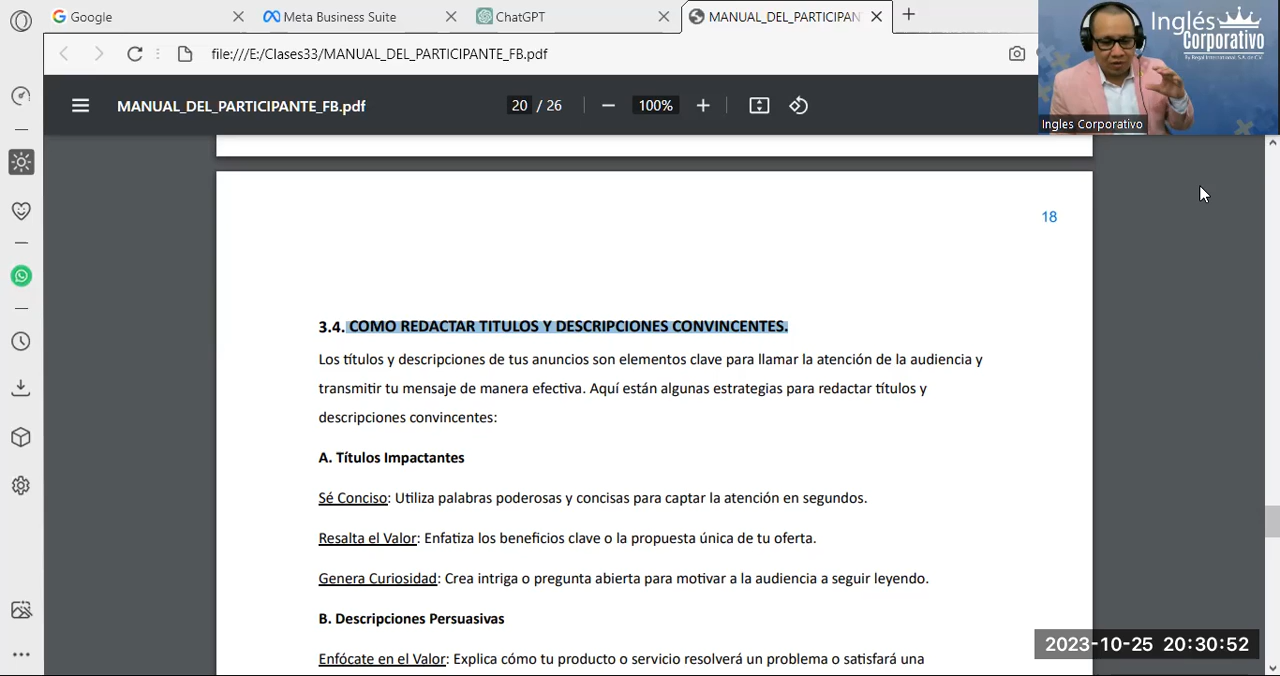 Google
Meta Business Suite
ChatGPT
MANUAL_DEL_PARTICIPAN
file:///E:/Clases33/MANUAL_DEL_PARTICIPANTE_FB.pdf
Inglés
Corporativo
Ingles Corporativo
MANUAL_DEL_PARTICIPANTE_FB.pdf
20 / 26
100%
18
3.4. COMO REDACTAR TITULOS Y DESCRIPCIONES CONVINCENTES.
Los títulos y descripciones de tus anuncios son elementos clave para llamar la atención de la audiencia y
transmitir tu mensaje de manera efectiva. Aquí están algunas estrategias para redactar títulos y
descripciones convincentes:
A. Títulos Impactantes
Sé Conciso: Utiliza palabras poderosas y concisas para captar la atención en segundos.
Resalta el Valor: Enfatiza los beneficios clave o la propuesta única de tu oferta.
Genera Curiosidad: Crea intriga o pregunta abierta para motivar a la audiencia a seguir leyendo.
B. Descripciones Persuasivas
Enfócate en el Valor: Explica cómo tu producto o servicio resolverá un problema o satisfará una
2023-10-25 20:30:52